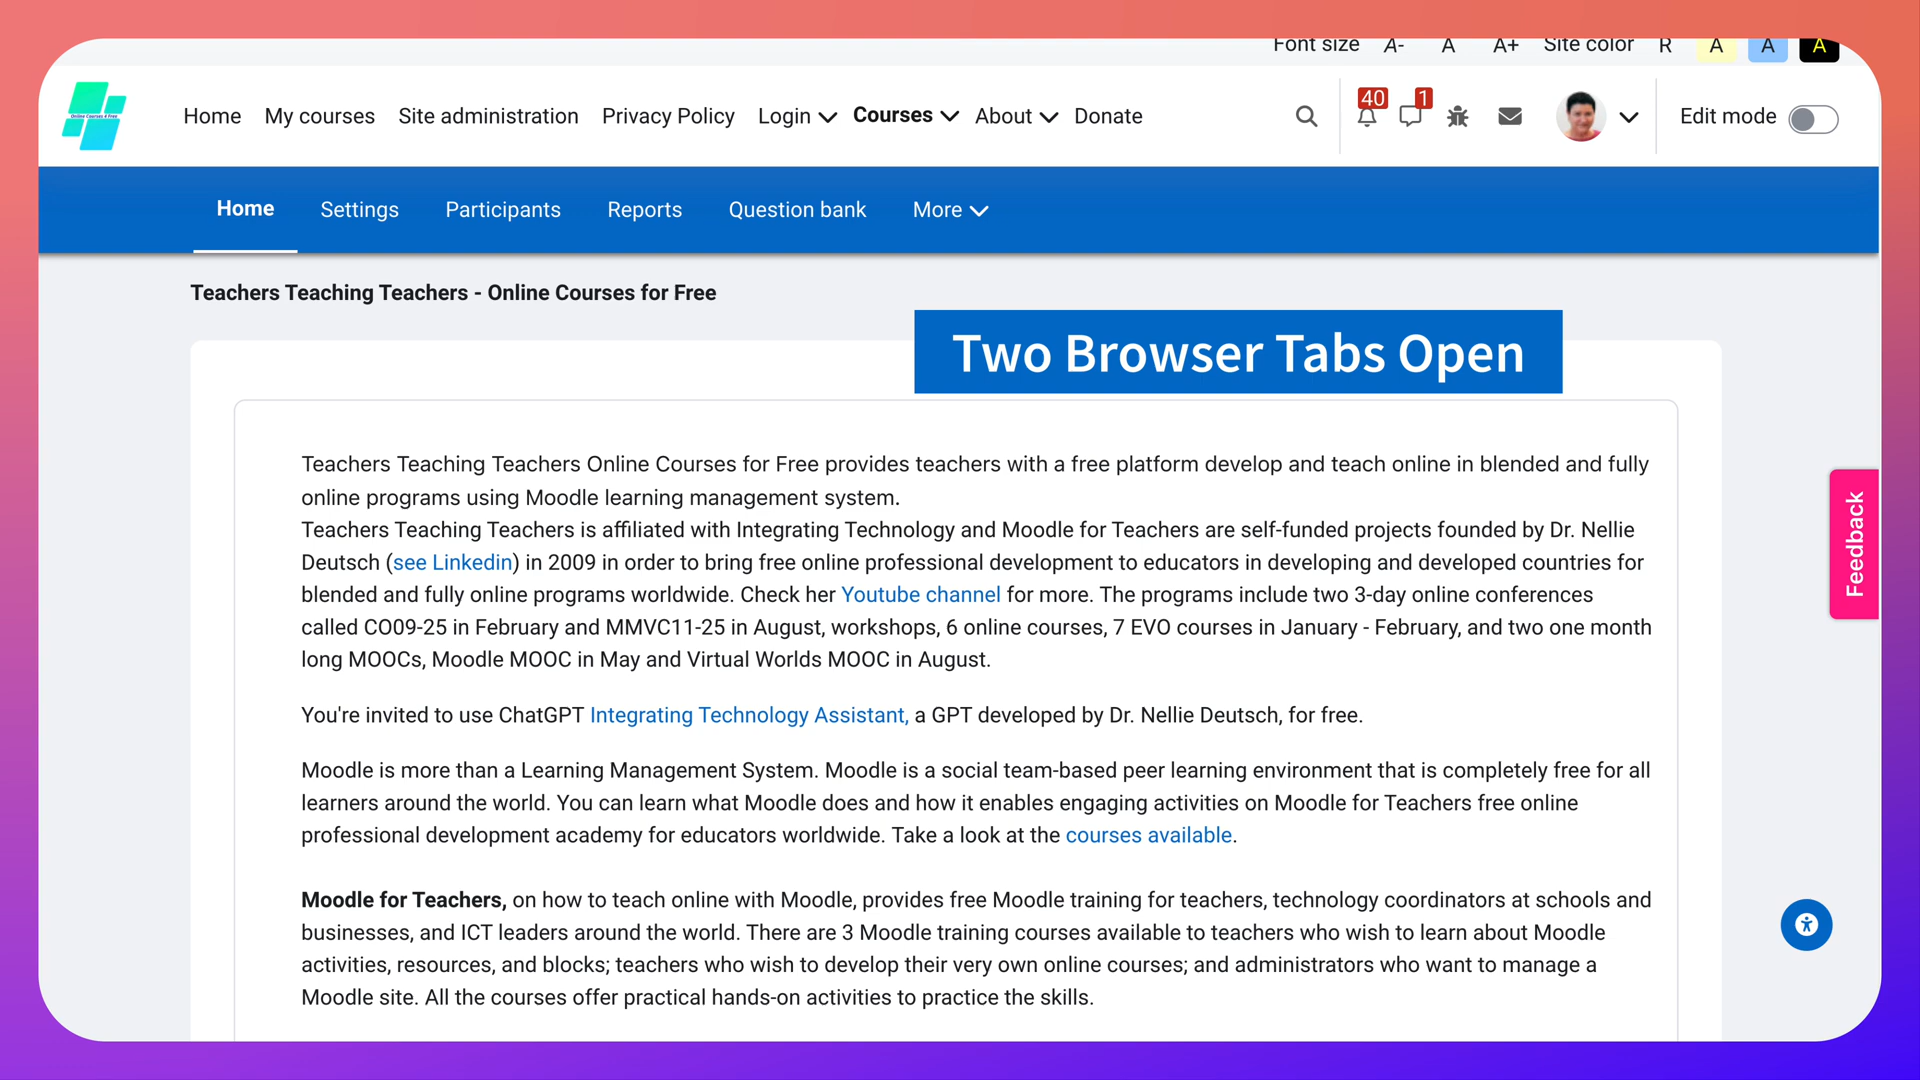 Font size A- A A+ Site color R A A A
Online Courses 4 Free
Home My courses Site administration Privacy Policy Login Courses About Donate 40 1 Edit mode
Home Settings Participants Reports Question bank More
Teachers Teaching Teachers - Online Courses for Free
Two Browser Tabs Open
Teachers Teaching Teachers Online Courses for Free provides teachers with a free platform develop and teach online in blended and fully
online programs using Moodle learning management system.
Teachers Teaching Teachers is affiliated with Integrating Technology and Moodle for Teachers are self-funded projects founded by Dr. Nellie
Deutsch (see Linkedin) in 2009 in order to bring free online professional development to educators in developing and developed countries for
blended and fully online programs worldwide. Check her Youtube channel for more. The programs include two 3-day online conferences
called CO09-25 in February and MMVC11-25 in August, workshops, 6 online courses, 7 EVO courses in January - February, and two one month
long MOOCs, Moodle MOOC in May and Virtual Worlds MOOC in August.
You're invited to use ChatGPT Integrating Technology Assistant, a GPT developed by Dr. Nellie Deutsch, for free.
Moodle is more than a Learning Management System. Moodle is a social team-based peer learning environment that is completely free for all
learners around the world. You can learn what Moodle does and how it enables engaging activities on Moodle for Teachers free online
professional development academy for educators worldwide. Take a look at the courses available.
Moodle for Teachers, on how to teach online with Moodle, provides free Moodle training for teachers, technology coordinators at schools and
businesses, and ICT leaders around the world. There are 3 Moodle training courses available to teachers who wish to learn about Moodle
activities, resources, and blocks; teachers who wish to develop their very own online courses; and administrators who want to manage a
Moodle site. All the courses offer practical hands-on activities to practice the skills.
Feedback